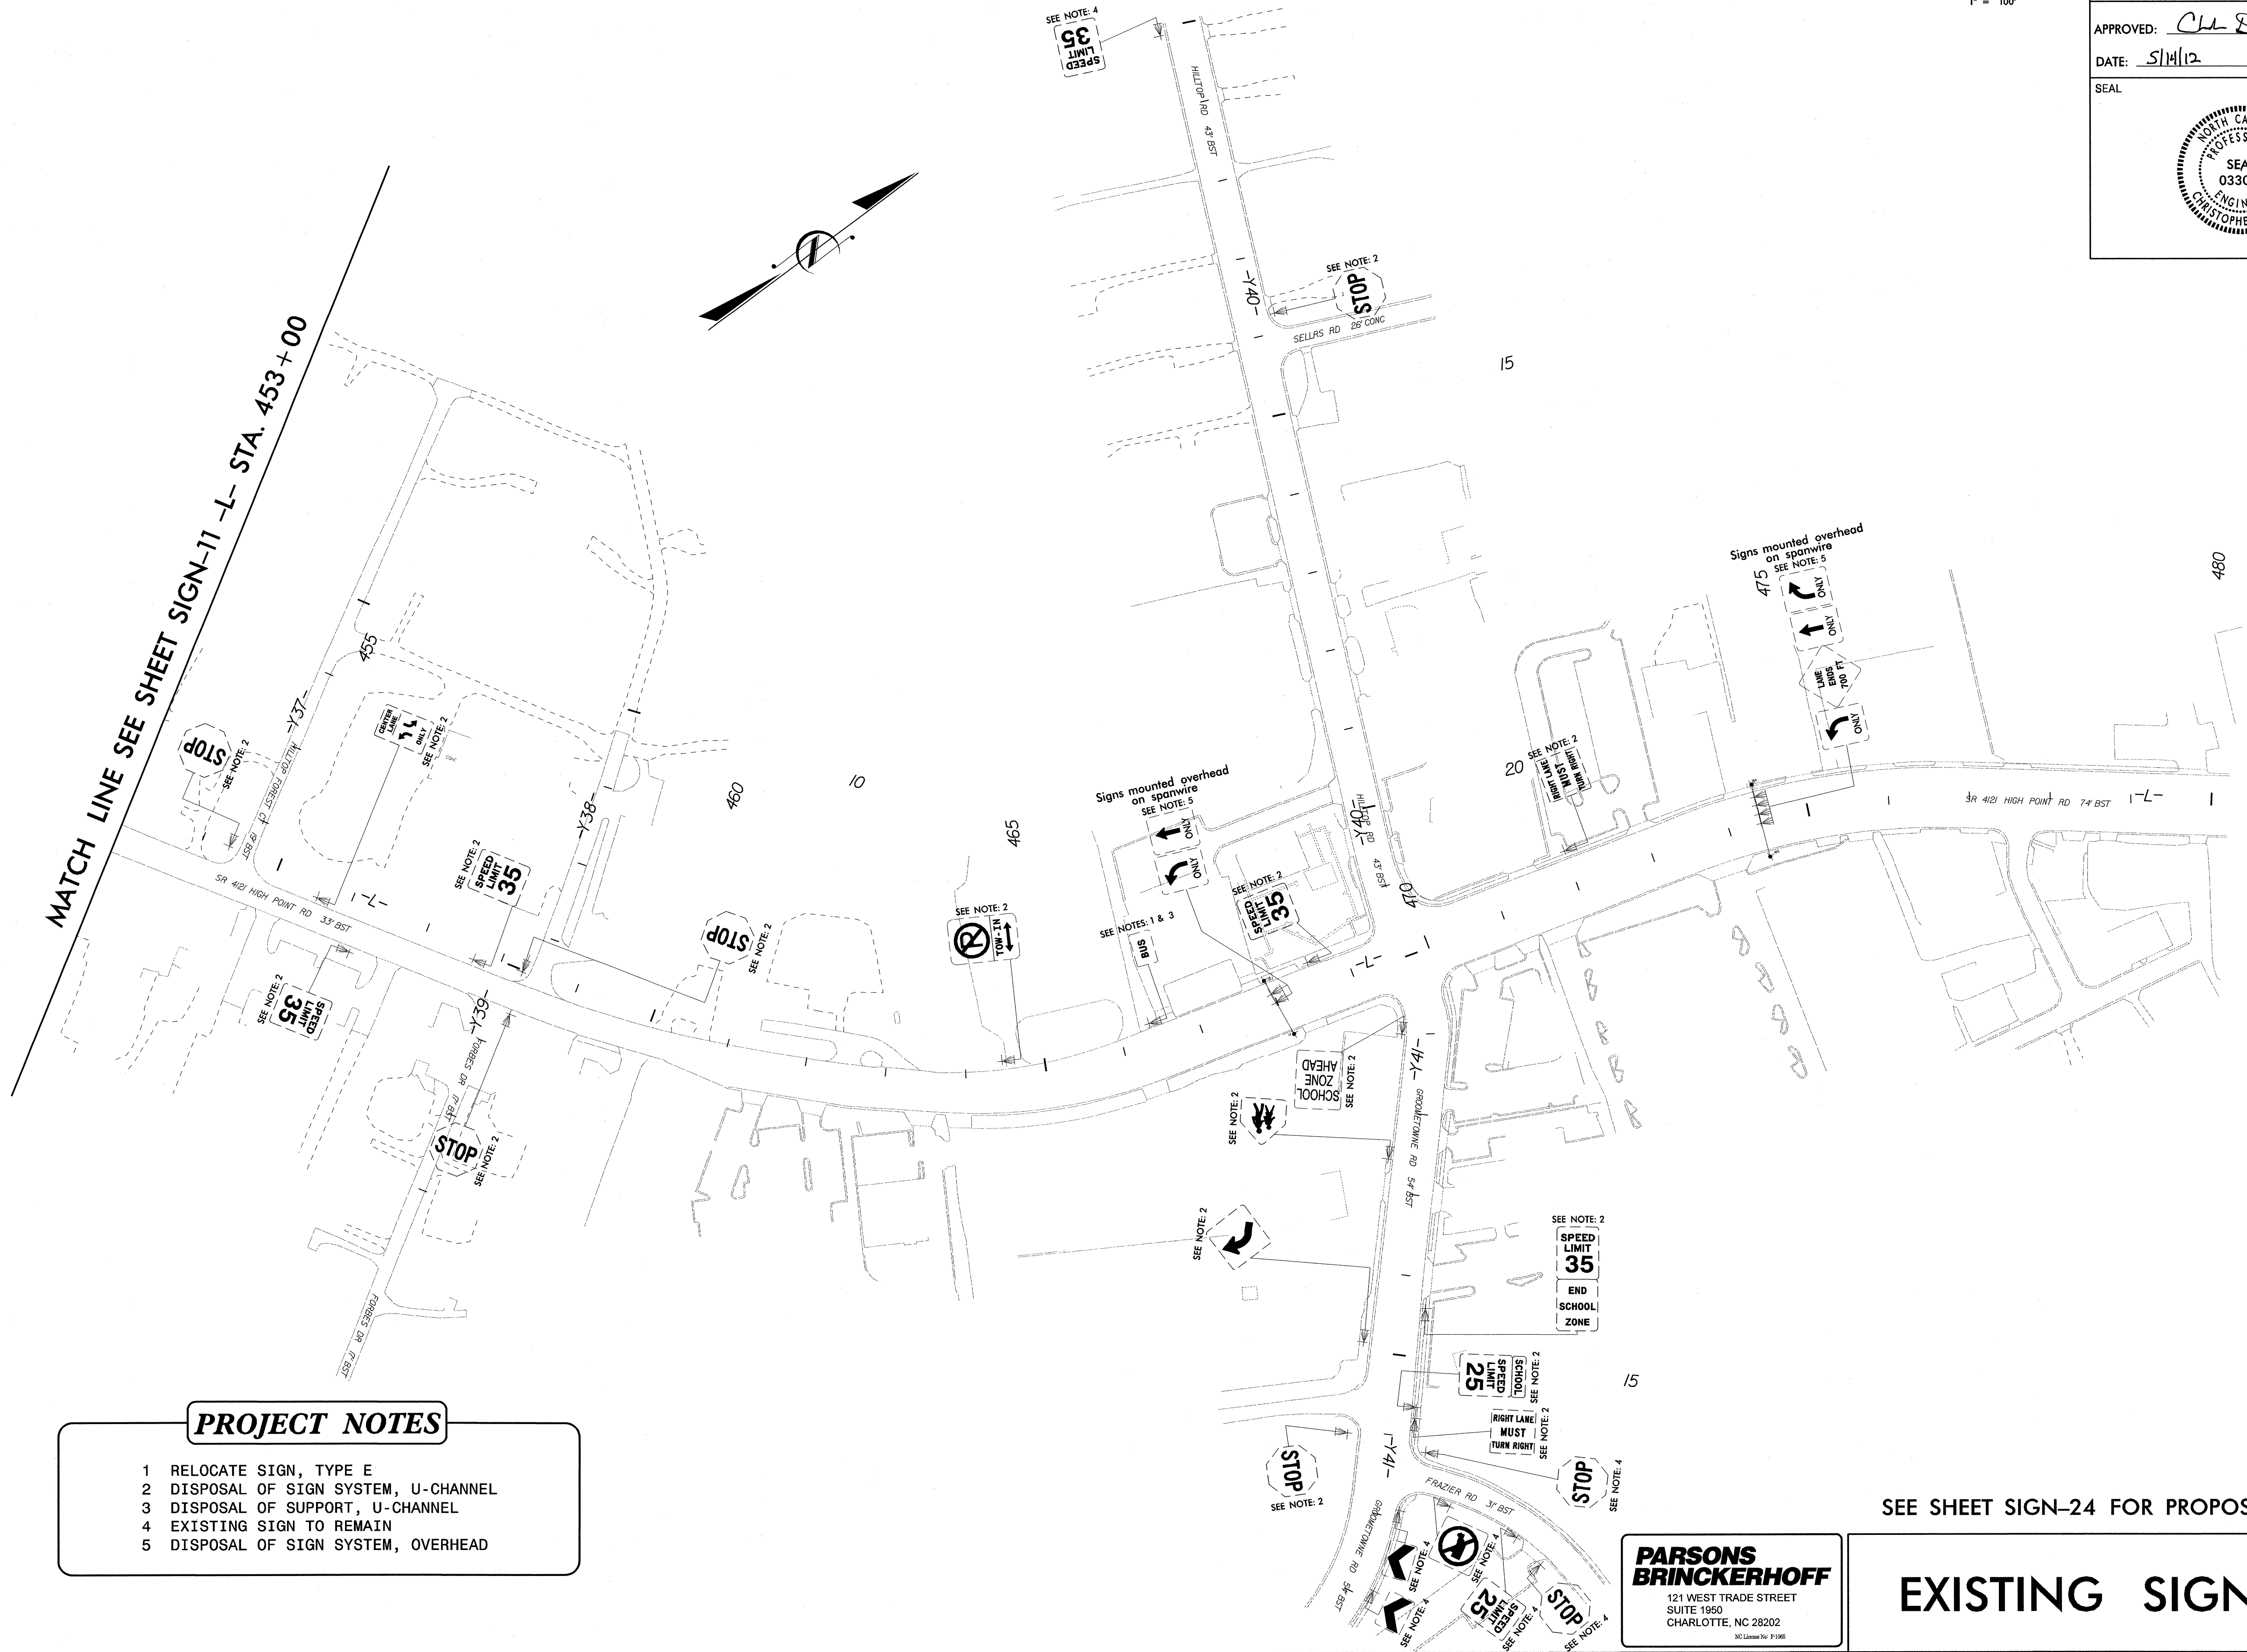 1" = 100'
APPROVED:
DATE: 5/14/12
SEAL
NORTH CA
PROFESS
SEA
0330
ENGIN
CHRISTOPHE
SEE NOTE: 4
SPEED
LIMIT
35
HILLTOP RD 43' BST
-Y40-
SEE NOTE: 2
STOP
SELLRS RD 26' CONC
15
MATCH LINE SEE SHEET SIGN-11 -L- STA. 453+00
455
-Y37-
HILLTOP FOREST CT 19' BST
STOP
SEE NOTE: 2
CENTER
LANE
ONLY
SEE NOTE: 2
-Y38-
460
10
465
SEE NOTE: 2
SPEED
LIMIT
35
SR 4121 HIGH POINT RD 33' BST
-L-
SEE NOTE: 2
SPEED
LIMIT
35
-Y39-
FORBES DR 17' BST
STOP
SEE NOTE: 2
STOP
SEE NOTE: 2
FORBES DR 17' BST
SEE NOTE: 2
P
TOW-IN
SEE NOTES: 1 & 3
BUS
Signs mounted overhead
on spanwire
SEE NOTE: 5
ONLY
ONLY
SEE NOTE: 2
SPEED
LIMIT
35
-Y40-
HILLTOP RD 43' BST
470
-L-
20
SEE NOTE: 2
RIGHT LANE
MUST
TURN RIGHT
Signs mounted overhead
on spanwire
SEE NOTE: 5
475
ONLY
ONLY
LANE
ENDS
700 FT
ONLY
480
SR 4121 HIGH POINT RD 74' BST
-L-
SCHOOL
ZONE
AHEAD
SEE NOTE: 2
SEE NOTE: 2
SEE NOTE: 2
-Y41-
GROOMETOWNE RD 54' BST
SEE NOTE: 2
SPEED
LIMIT
35
END
SCHOOL
ZONE
SCHOOL
SPEED
LIMIT
25
SEE NOTE: 2
15
RIGHT LANE
MUST
TURN RIGHT
SEE NOTE: 2
STOP
SEE NOTE: 2
-Y41-
STOP
SEE NOTE: 4
FRAZIER RD 31' BST
GROOMETOWNE RD 54' BST
SEE NOTE: 4
SEE NOTE: 4
SEE NOTE: 4
SPEED
LIMIT
25
SEE NOTE: 4
STOP
SEE NOTE: 4
PROJECT NOTES
1 RELOCATE SIGN, TYPE E
2 DISPOSAL OF SIGN SYSTEM, U-CHANNEL
3 DISPOSAL OF SUPPORT, U-CHANNEL
4 EXISTING SIGN TO REMAIN
5 DISPOSAL OF SIGN SYSTEM, OVERHEAD
SEE SHEET SIGN-24 FOR PROPOS
PARSONS
BRINCKERHOFF
121 WEST TRADE STREET
SUITE 1950
CHARLOTTE, NC 28202
NC License No: F-1065
EXISTING SIGN